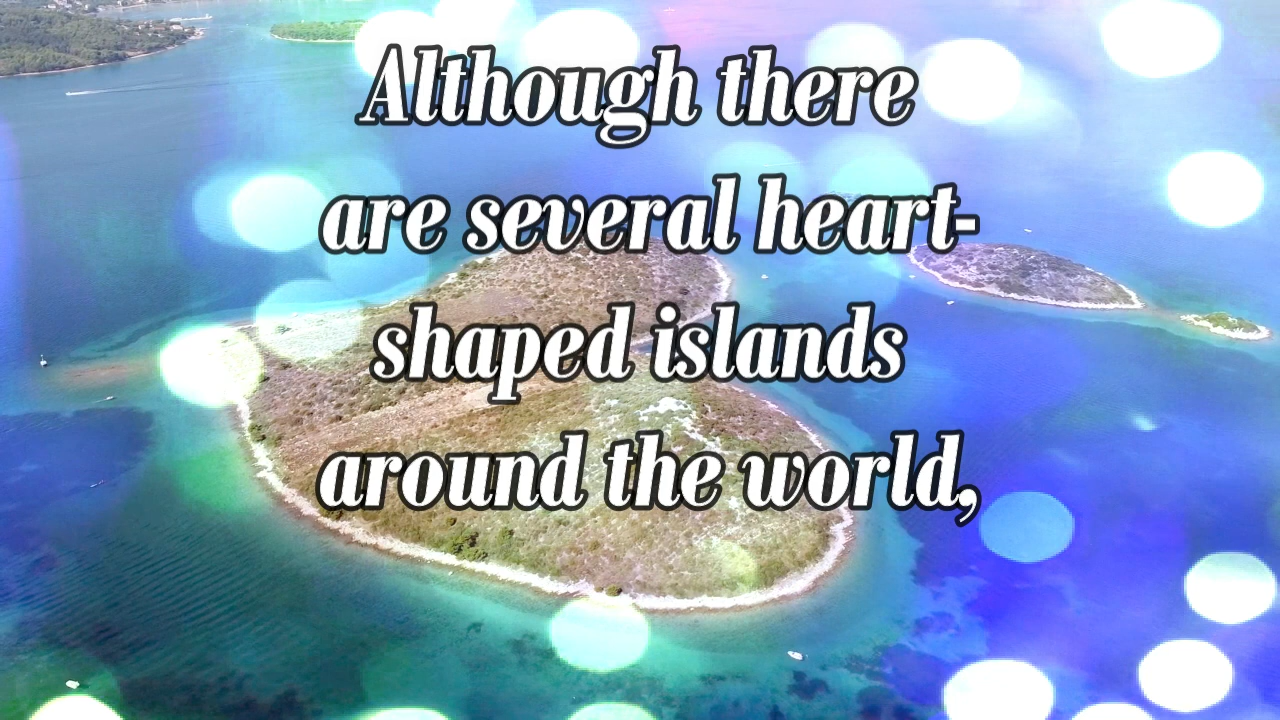 Although there
are several heart-
shaped islands
around the world,